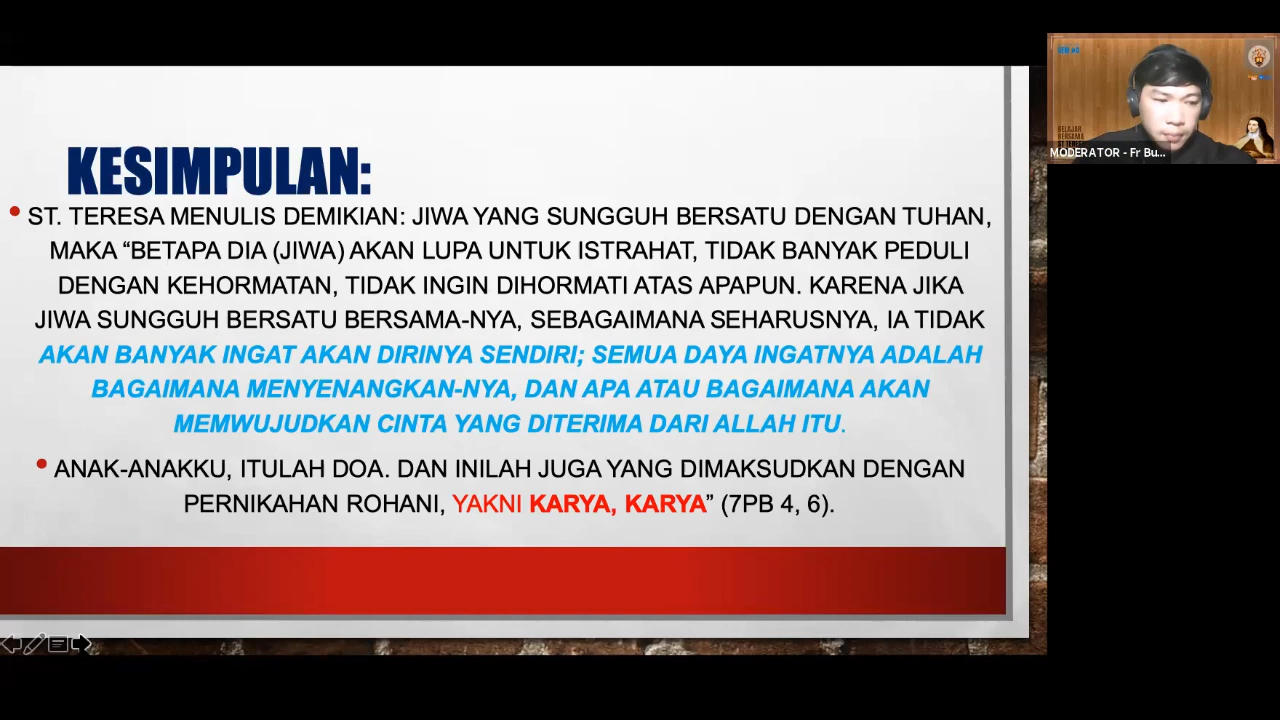 KESIMPULAN:
• ST. TERESA MENULIS DEMIKIAN: JIWA YANG SUNGGUH BERSATU DENGAN TUHAN,
MAKA “BETAPA DIA (JIWA) AKAN LUPA UNTUK ISTRAHAT, TIDAK BANYAK PEDULI
DENGAN KEHORMATAN, TIDAK INGIN DIHORMATI ATAS APAPUN. KARENA JIKA
JIWA SUNGGUH BERSATU BERSAMA-NYA, SEBAGAIMANA SEHARUSNYA, IA TIDAK
AKAN BANYAK INGAT AKAN DIRINYA SENDIRI; SEMUA DAYA INGATNYA ADALAH
BAGAIMANA MENYENANGKAN-NYA, DAN APA ATAU BAGAIMANA AKAN
MEMWUJUDKAN CINTA YANG DITERIMA DARI ALLAH ITU.
• ANAK-ANAKKU, ITULAH DOA. DAN INILAH JUGA YANG DIMAKSUDKAN DENGAN
PERNIKAHAN ROHANI, YAKNI KARYA, KARYA” (7PB 4, 6).
BELAJAR
BERSAMA
MODERATOR - Fr Bu...